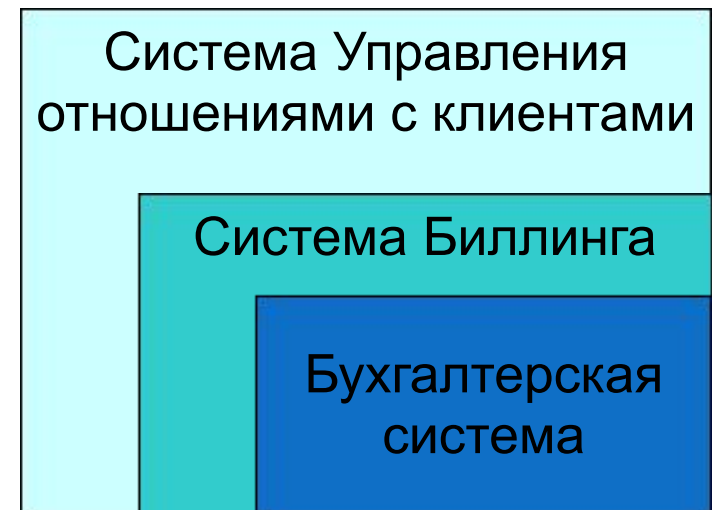 Система Управления
отношениями с клиентами
Система Биллинга
Бухгалтерская
система